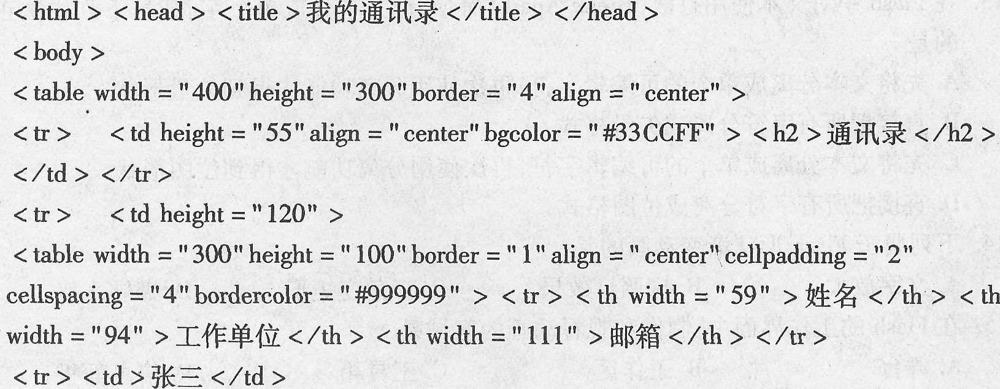 <html><head><title>我的通讯录</title></head>
<body>
<table width="400"height="300"border="4"align="center">
<tr> <td height="55"align="center"bgcolor="#33CCFF"><h2>通讯录</h2>
</td></tr>
<tr> <td height="120">
<table width="300"height="100"border="1"align="center"cellpadding="2"
cellspacing="4"bordercolor="#999999"><tr><th width="59">姓名</th><th
width="94">工作单位</th><th width="111">邮箱</th></tr>
<tr><td>张三</td>